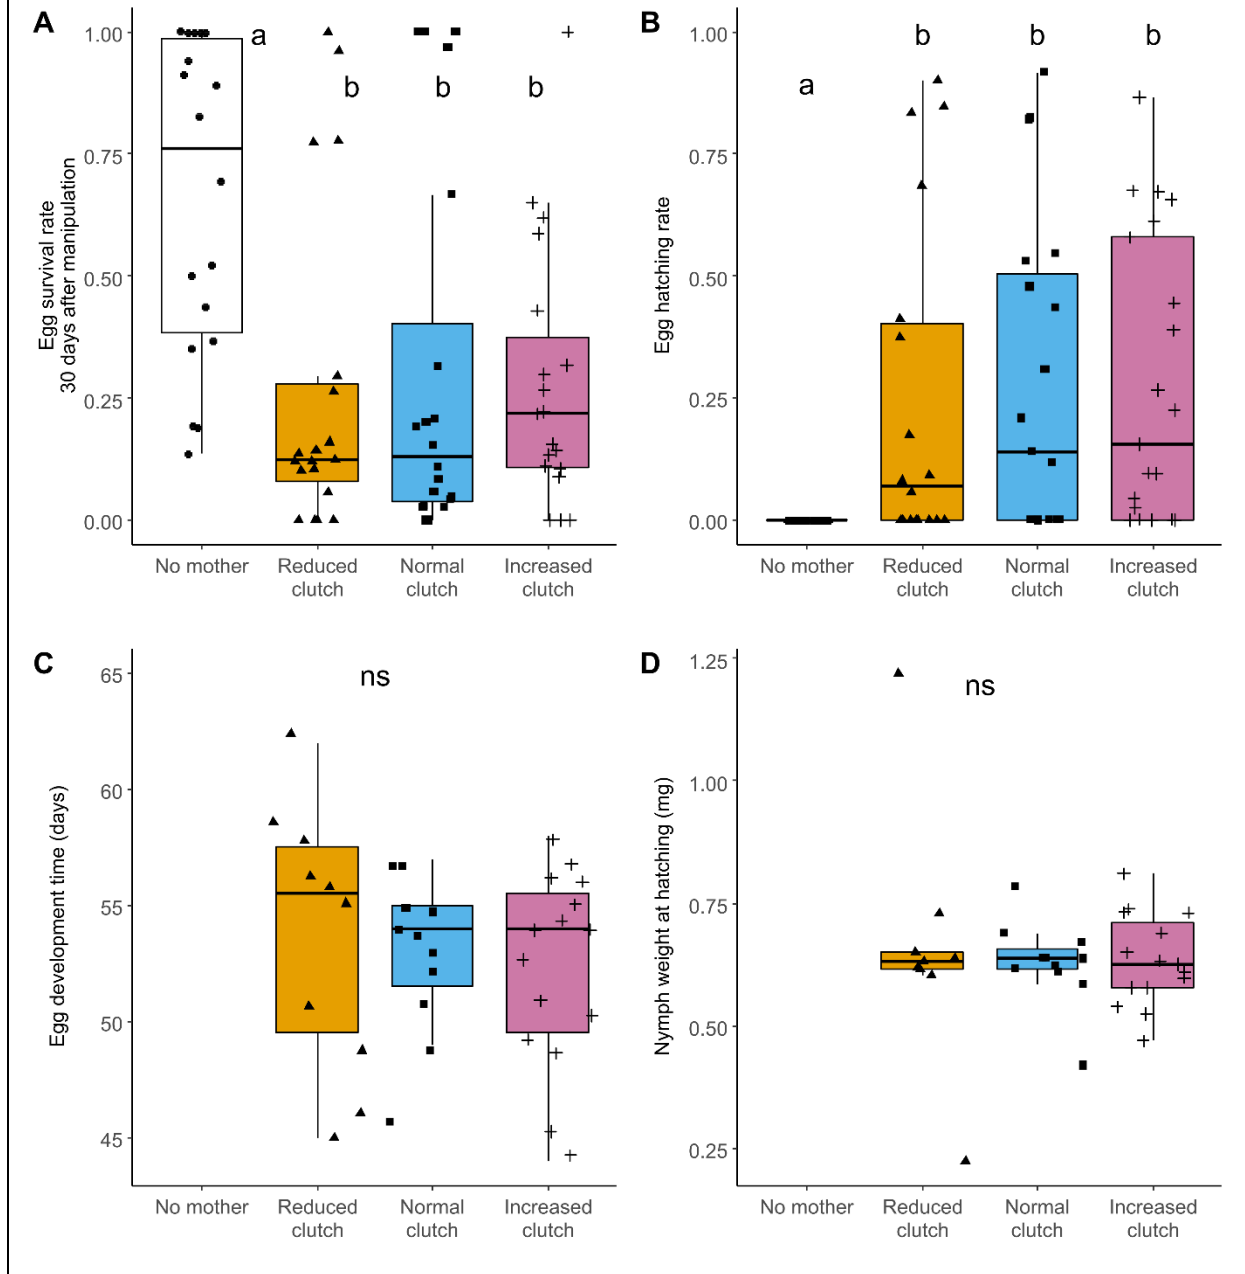 A
Egg survival rate
30 days after manipulation
1.00
0.75
0.50
0.25
0.00
a
b
b
b
No mother
Reduced
clutch
Normal
clutch
Increased
clutch
B
Egg hatching rate
1.00
0.75
0.50
0.25
0.00
a
b
b
b
No mother
Reduced
clutch
Normal
clutch
Increased
clutch
C
Egg development time (days)
65
60
55
50
45
ns
No mother
Reduced
clutch
Normal
clutch
Increased
clutch
D
Nymph weight at hatching (mg)
1.25
1.00
0.75
0.50
0.25
ns
No mother
Reduced
clutch
Normal
clutch
Increased
clutch